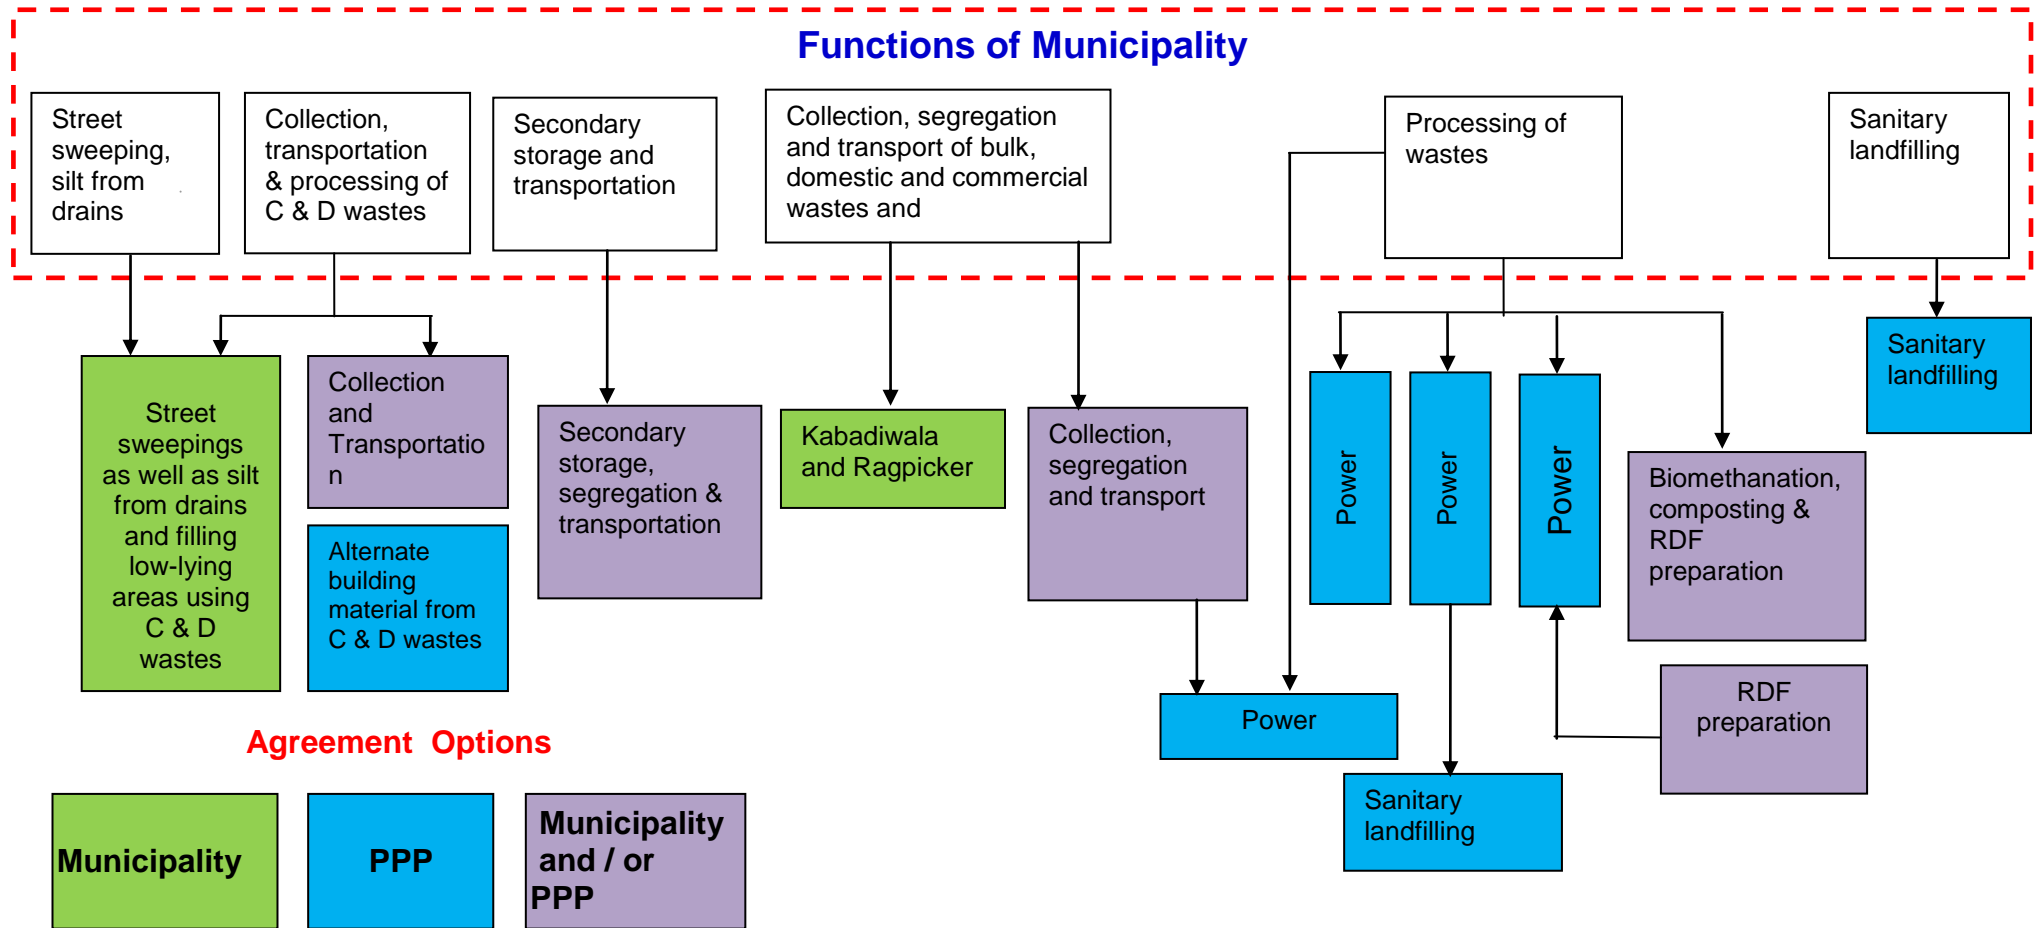 Functions of Municipality
Street
sweeping,
silt from
drains
Collection,
transportation
& processing of
C & D wastes
Secondary
storage and
transportation
Collection, segregation
and transport of bulk,
domestic and commercial
wastes and
Processing of
wastes
Sanitary
landfilling
Street
sweepings
as well as silt
from drains
and filling
low-lying
areas using
C & D
wastes
Collection
and
Transportatio
n
Alternate
building
material from
C & D wastes
Secondary
storage,
segregation &
transportation
Kabadiwala
and Ragpicker
Collection,
segregation
and transport
Power
Power
Power
Biomethanation,
composting &
RDF
preparation
Sanitary
landfilling
RDF
preparation
Power
Sanitary
landfilling
Agreement Options
Municipality
PPP
Municipality
and / or
PPP